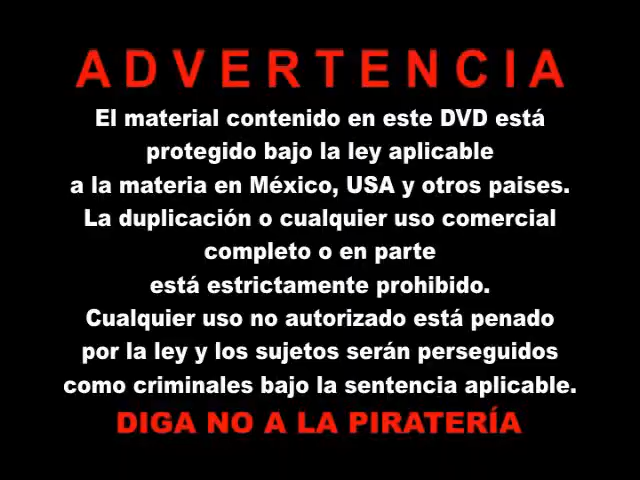 ADVERTENCIA
El material contenido en este DVD está
protegido bajo la ley aplicable
a la materia en México, USA y otros paises.
La duplicación o cualquier uso comercial
completo o en parte
está estrictamente prohibido.
Cualquier uso no autorizado está penado
por la ley y los sujetos serán perseguidos
como criminales bajo la sentencia aplicable.
DIGA NO A LA PIRATERÍA